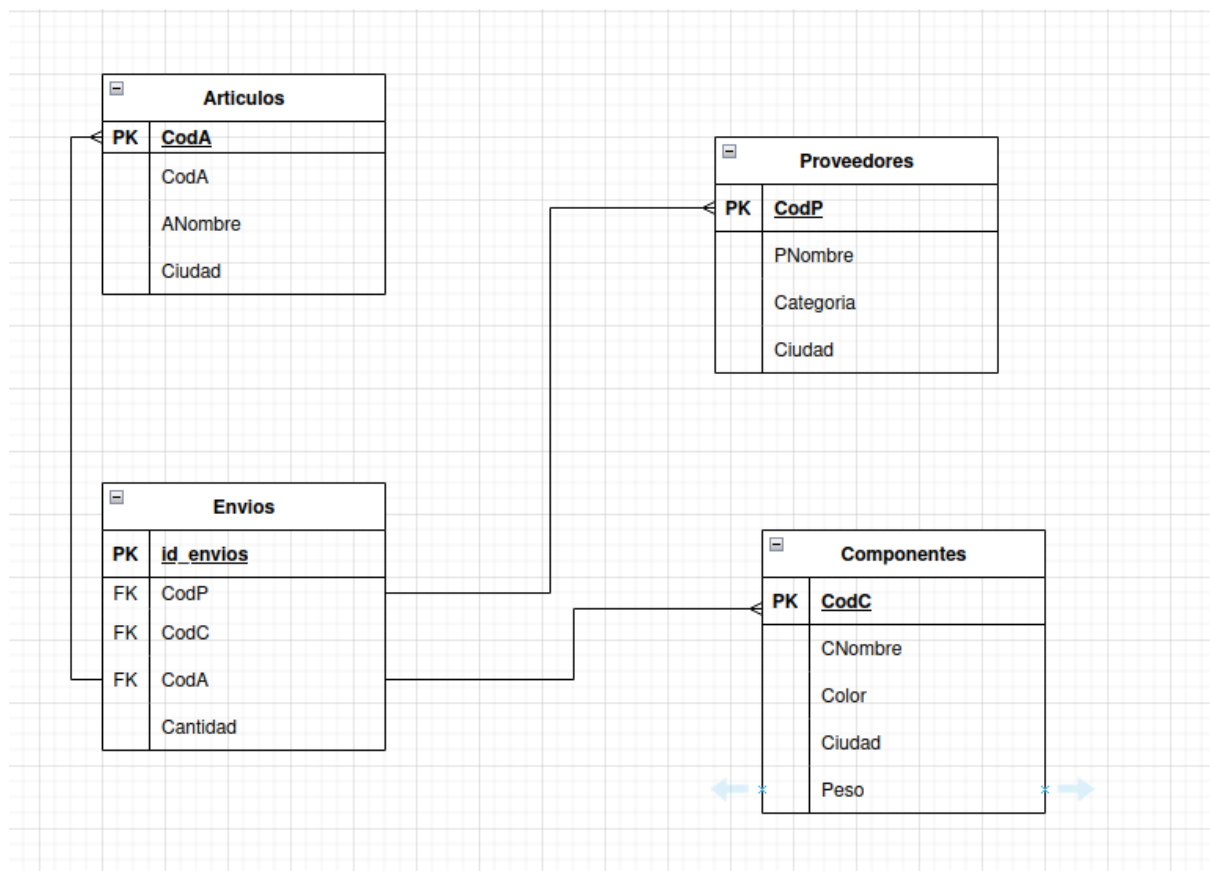 Articulos
PK CodA
CodA
ANombre
Ciudad
Proveedores
PK CodP
PNombre
Categoria
Ciudad
Envios
PK id_envios
FK CodP
FK CodC
FK CodA
Cantidad
Componentes
PK CodC
CNombre
Color
Ciudad
Peso